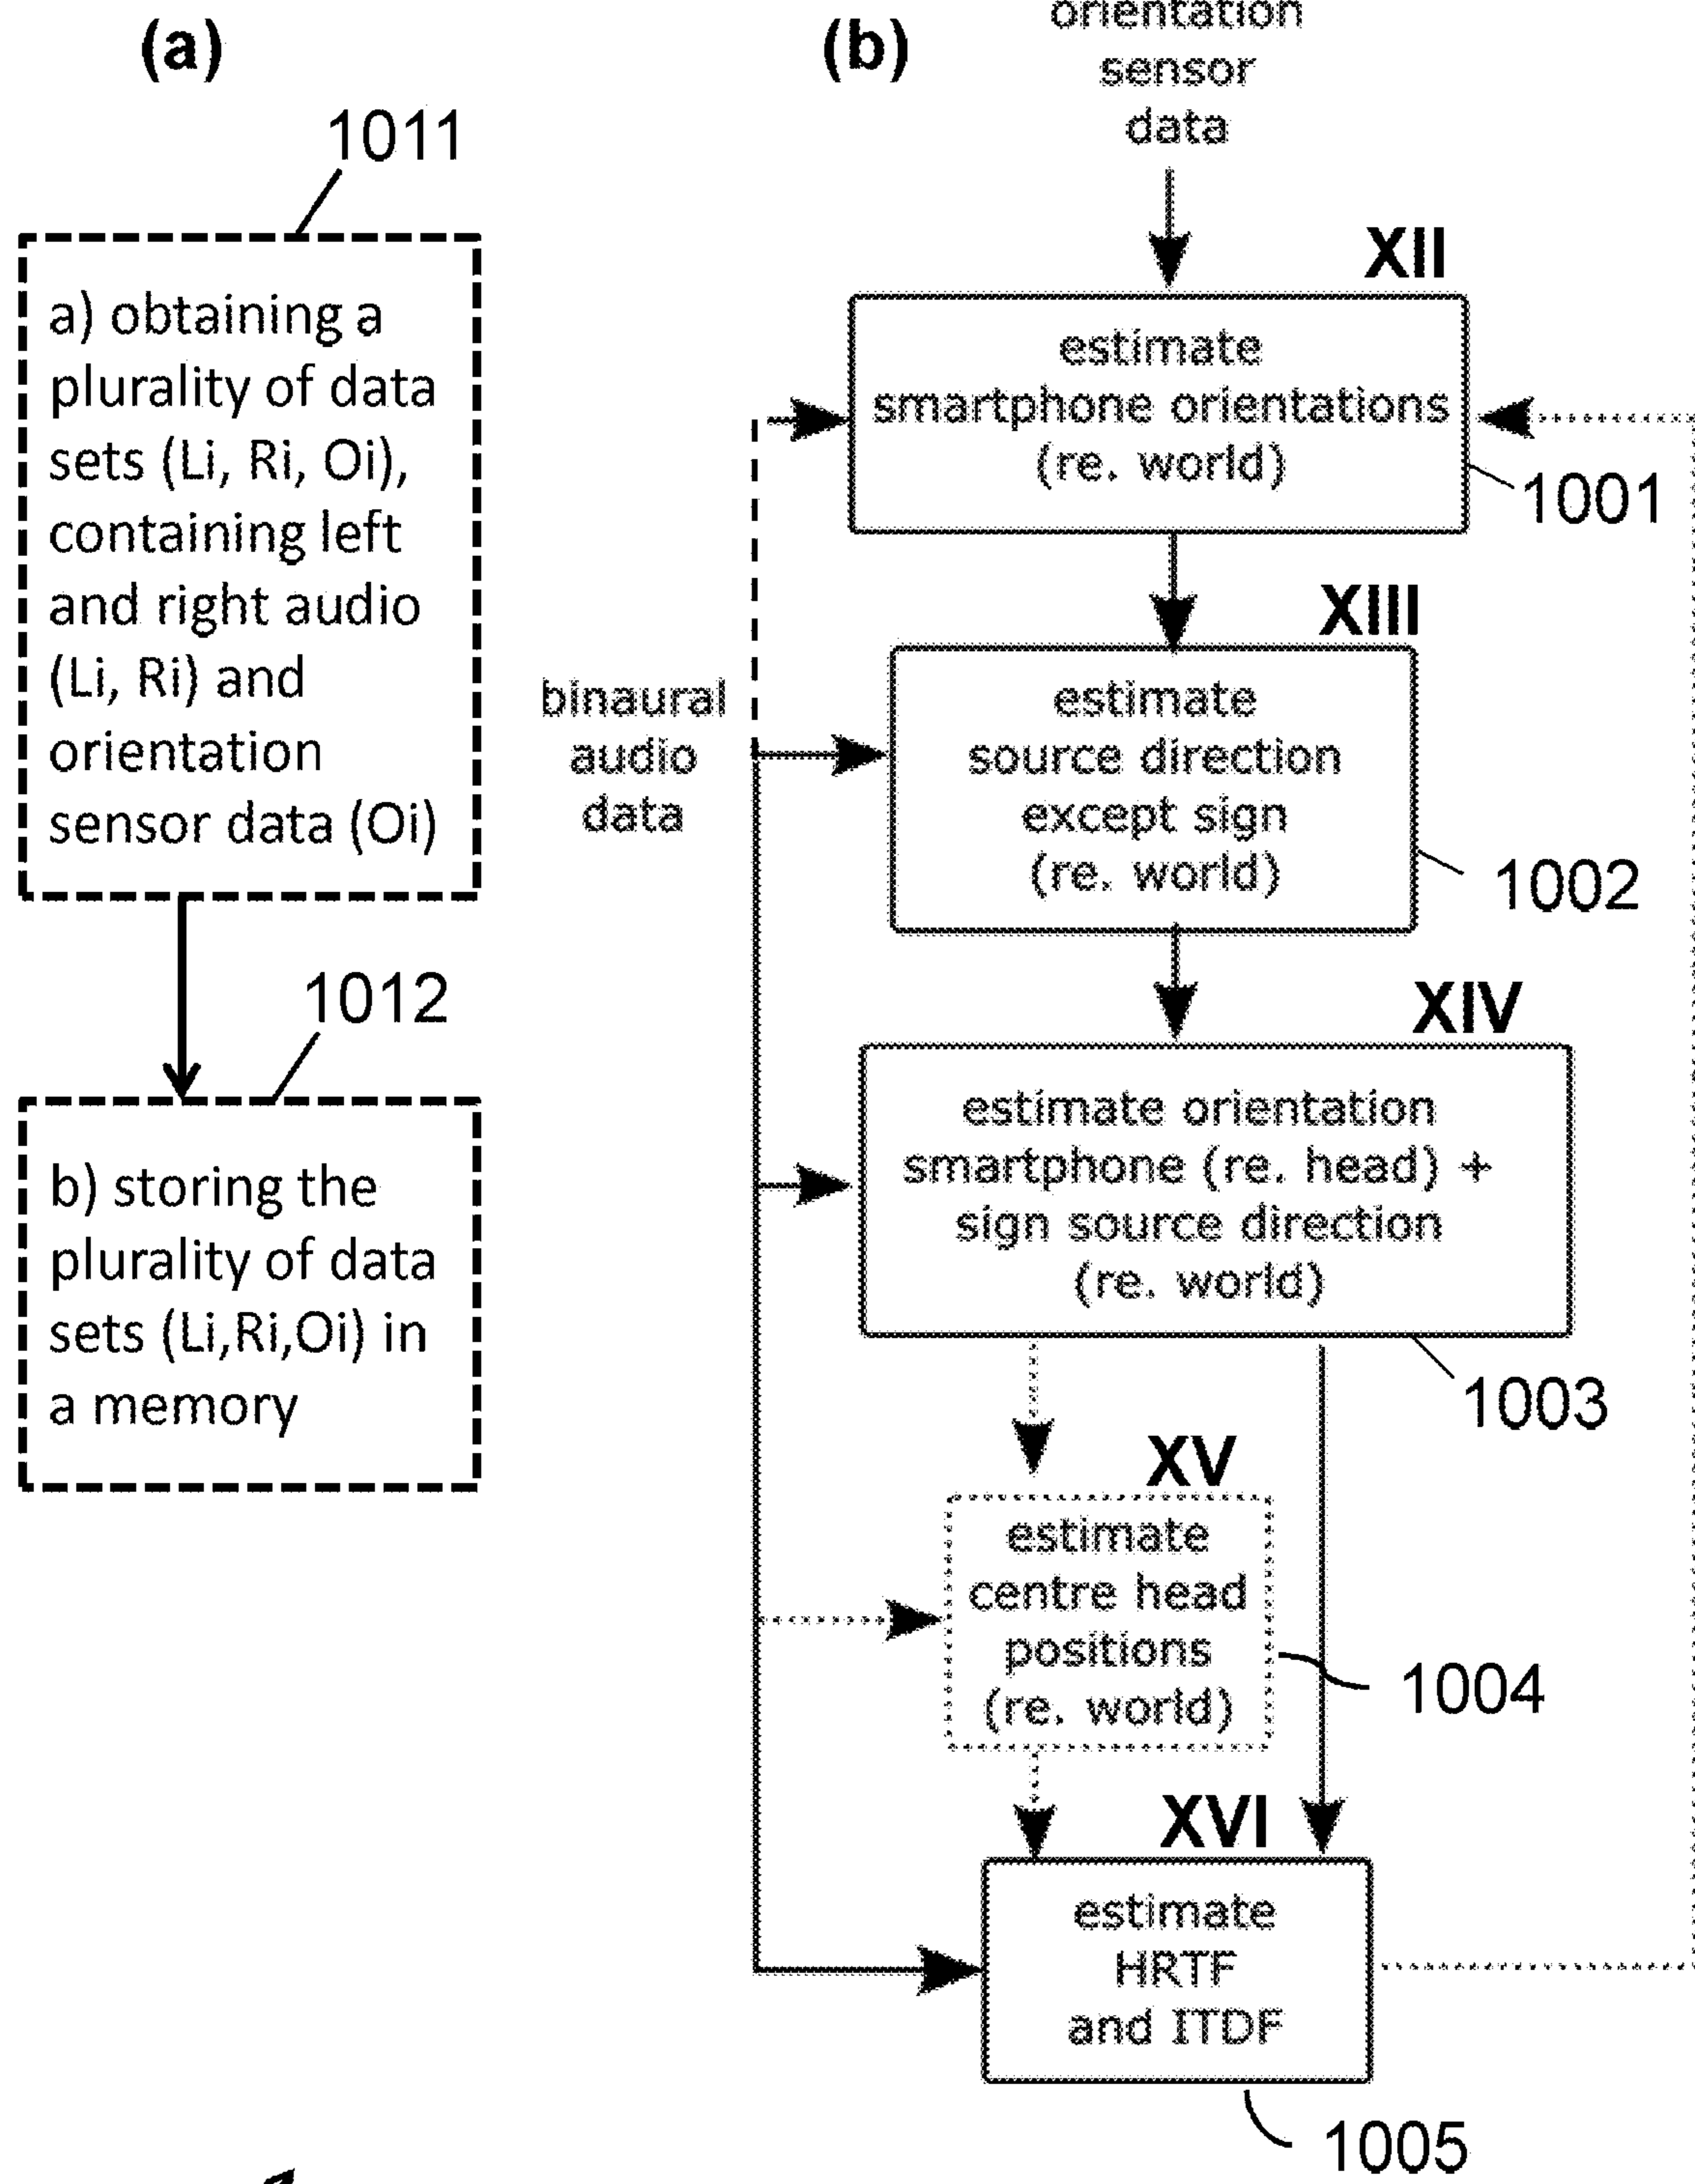 (a)
1011
a) obtaining a
plurality of data
sets (Li, Ri, Oi),
containing left
and right audio
(Li, Ri) and
orientation
sensor data (Oi)
1012
b) storing the
plurality of data
sets (Li,Ri,Oi) in
a memory
(b)
orientation
sensor
data
XII
estimate
smartphone orientations
(re. world)
1001
binaural
audio
data
XIII
estimate
source direction
except sign
(re. world)
1002
XIV
estimate orientation
smartphone (re. head) +
sign source direction
(re. world)
1003
XV
estimate
centre head
positions
(re. world)
1004
XVI
estimate
HRTF
and ITDF
1005